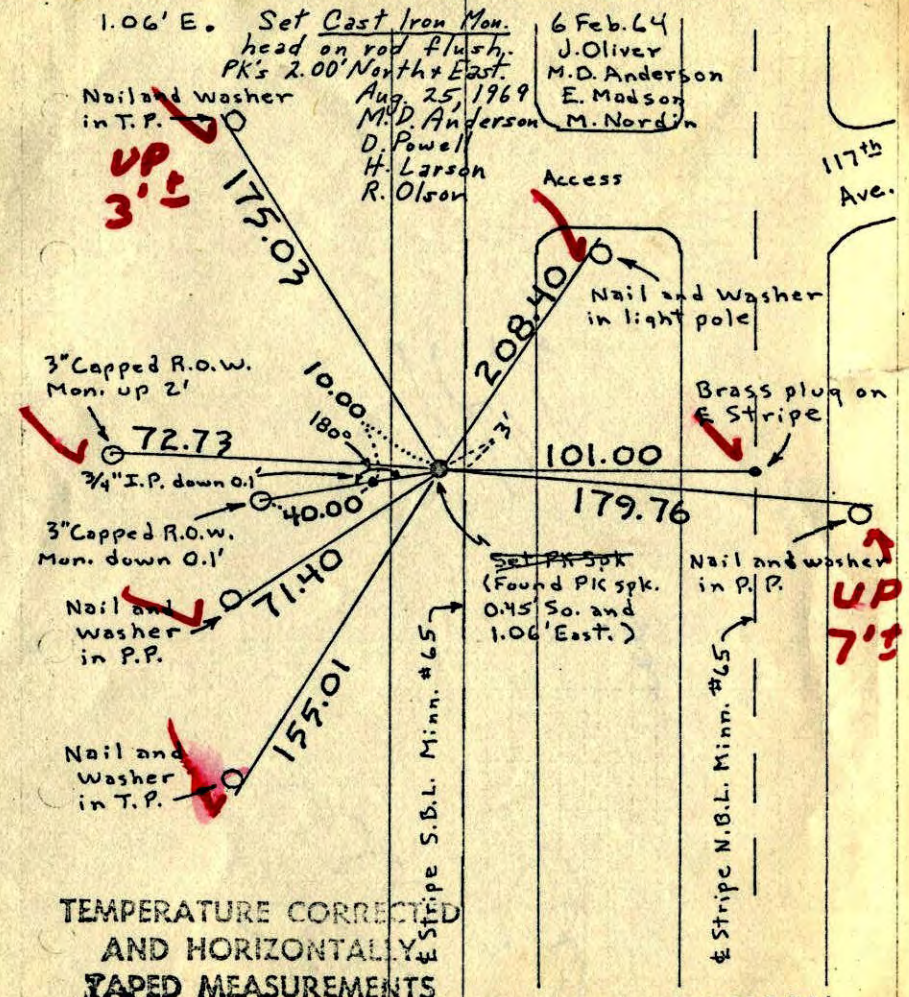 1.06' E.
Set Cast Iron Mon.
head on rod flush.
PK's 2.00' North + East.
Aug. 25, 1969
M.D. Anderson
D. Powell
H. Larson
R. Olson
6 Feb. 64
J. Oliver
M.D. Anderson
E. Madson
M. Nordin
117th
Ave.
Nail and Washer
in T.P.
UP
3' ±
175.03
Access
208.40
Nail and Washer
in light pole
3" Capped R.O.W.
Mon. up 2'
72.73
10.00
180°
3'
Brass plug on
℄ Stripe
101.00
3/4" I.P. down 0.1'
40.00
179.76
3" Capped R.O.W.
Mon. down 0.1'
71.40
Set PK Spk
(Found PK spk.
0.45' So. and
1.06' East.)
Nail and washer
in P.P.
UP
7' ±
Nail and
Washer
in P.P.
155.01
Nail and
Washer
in T.P.
℄ Stripe S.B.L. Minn. #65
℄ Stripe N.B.L. Minn. #65
TEMPERATURE CORRECTED
AND HORIZONTALLY
TAPED MEASUREMENTS